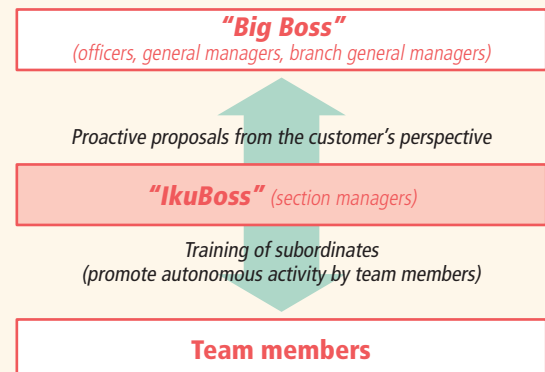 “Big Boss”
(officers, general managers, branch general managers)
Proactive proposals from the customer’s perspective
“IkuBoss” (section managers)
Training of subordinates
(promote autonomous activity by team members)
Team members